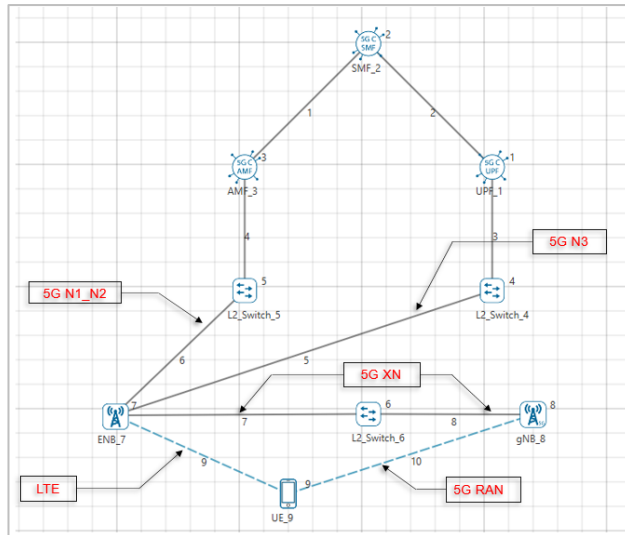 5G C
SMF
2
SMF_2
1
2
5G C
AMF
3
AMF_3
5G C
UPF
1
UPF_1
4
3
5G N3
5G N1_N2
5
L2_Switch_5
4
L2_Switch_4
6
5
5G XN
7
ENB_7
7
6
L2_Switch_6
8
8
gNB_8
9
10
LTE
9
UE_9
5G RAN